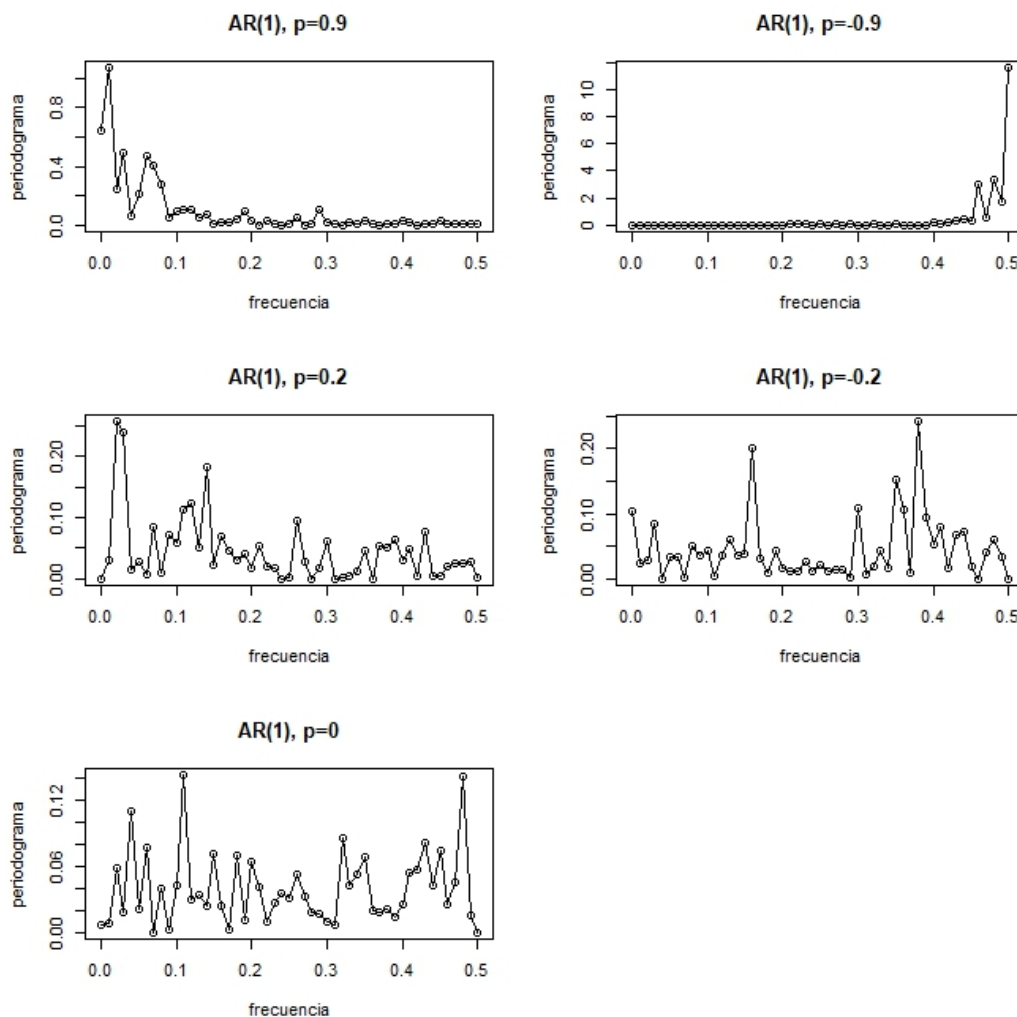 AR(1), p=0.9
periodograma
0.8
0.4
0.0
0.0 0.1 0.2 0.3 0.4 0.5
frecuencia
AR(1), p=-0.9
periodograma
10
8
6
4
2
0
0.0 0.1 0.2 0.3 0.4 0.5
frecuencia
AR(1), p=0.2
periodograma
0.20
0.10
0.00
0.0 0.1 0.2 0.3 0.4 0.5
frecuencia
AR(1), p=-0.2
periodograma
0.20
0.10
0.00
0.0 0.1 0.2 0.3 0.4 0.5
frecuencia
AR(1), p=0
periodograma
0.12
0.06
0.00
0.0 0.1 0.2 0.3 0.4 0.5
frecuencia